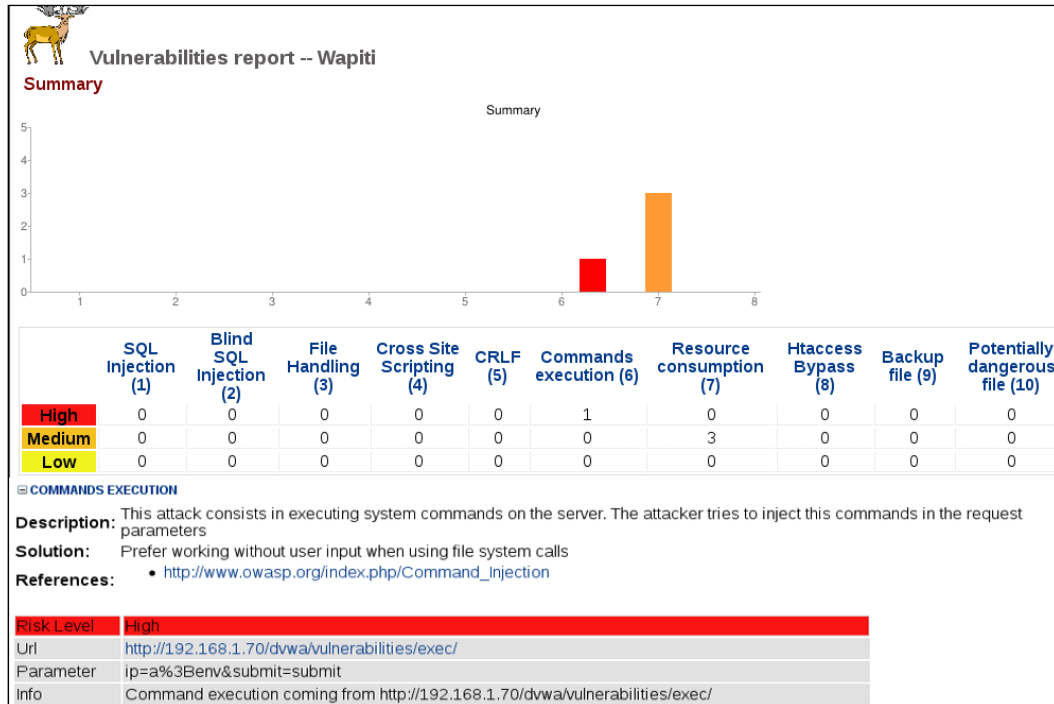 Vulnerabilities report -- Wapiti
Summary
Summary
5
4
3
2
1
0
1 2 3 4 5 6 7 8
SQL Injection (1) Blind SQL Injection (2) File Handling (3) Cross Site Scripting (4) CRLF (5) Commands execution (6) Resource consumption (7) Htaccess Bypass (8) Backup file (9) Potentially dangerous file (10)
High 0 0 0 0 0 1 0 0 0 0
Medium 0 0 0 0 0 0 3 0 0 0
Low 0 0 0 0 0 0 0 0 0 0
COMMANDS EXECUTION
Description: This attack consists in executing system commands on the server. The attacker tries to inject this commands in the request
parameters
Solution: Prefer working without user input when using file system calls
References: • http://www.owasp.org/index.php/Command_Injection
Risk Level High
Url http://192.168.1.70/dvwa/vulnerabilities/exec/
Parameter ip=a%3Benv&submit=submit
Info Command execution coming from http://192.168.1.70/dvwa/vulnerabilities/exec/